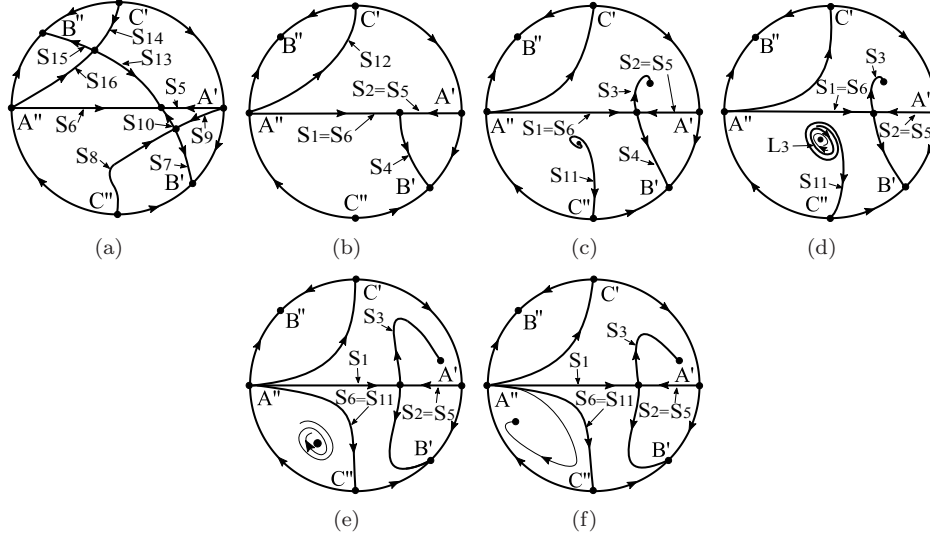 B" C' S14
S15 S13
S16 S5 A'
A" S6 S10 S9
S8 S7
B'
C"
(a)
C'
B"
S12
S2=S5
A'
A" S1=S6
S4
B'
C"
(b)
C'
B"
S2=S5
S3
A" S1=S6 A'
S4
S11 B'
C"
(c)
C'
B" S3
S1=S6
A" A'
S2=S5
L3
S11 B'
C"
(d)
C'
B" S3
S1
A'
A" S6=S11
S2=S5
B'
C"
(e)
C'
B" S3
S1
A'
A" S6=S11
S2=S5
B'
C"
(f)